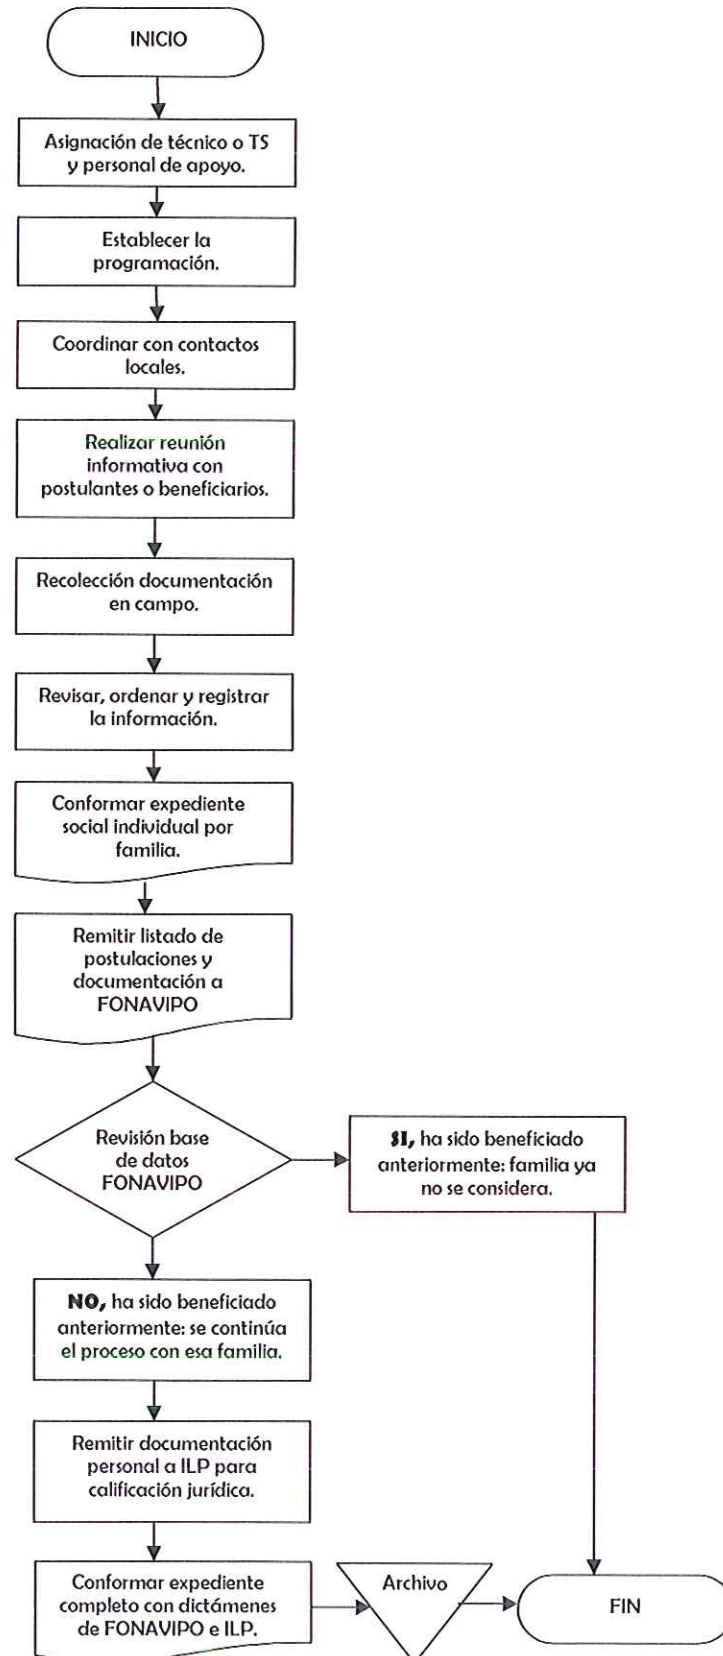 INICIO
Asignación de técnico o TS
y personal de apoyo.
Establecer la
programación.
Coordinar con contactos
locales.
Realizar reunión
informativa con
postulantes o beneficiarios.
Recolección documentación
en campo.
Revisar, ordenar y registrar
la información.
Conformar expediente
social individual por
familia.
Remitir listado de
postulaciones y
documentación a
FONAVIPO
Revisión base
de datos
FONAVIPO
SI, ha sido beneficiado
anteriormente: familia ya
no se considera.
NO, ha sido beneficiado
anteriormente: se continúa
el proceso con esa familia.
Remitir documentación
personal a ILP para
calificación jurídica.
Conformar expediente
completo con dictámenes
de FONAVIPO e ILP.
Archivo
FIN